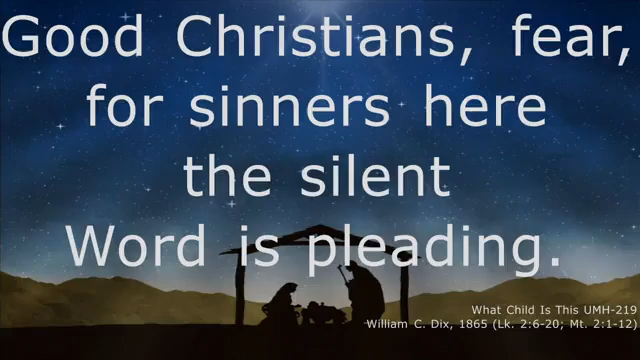 Good Christians, fear,
for sinners here
the silent
Word is pleading.
What Child Is This UMH-219
William C. Dix, 1865 (Lk. 2:6-20; Mt. 2:1-12)